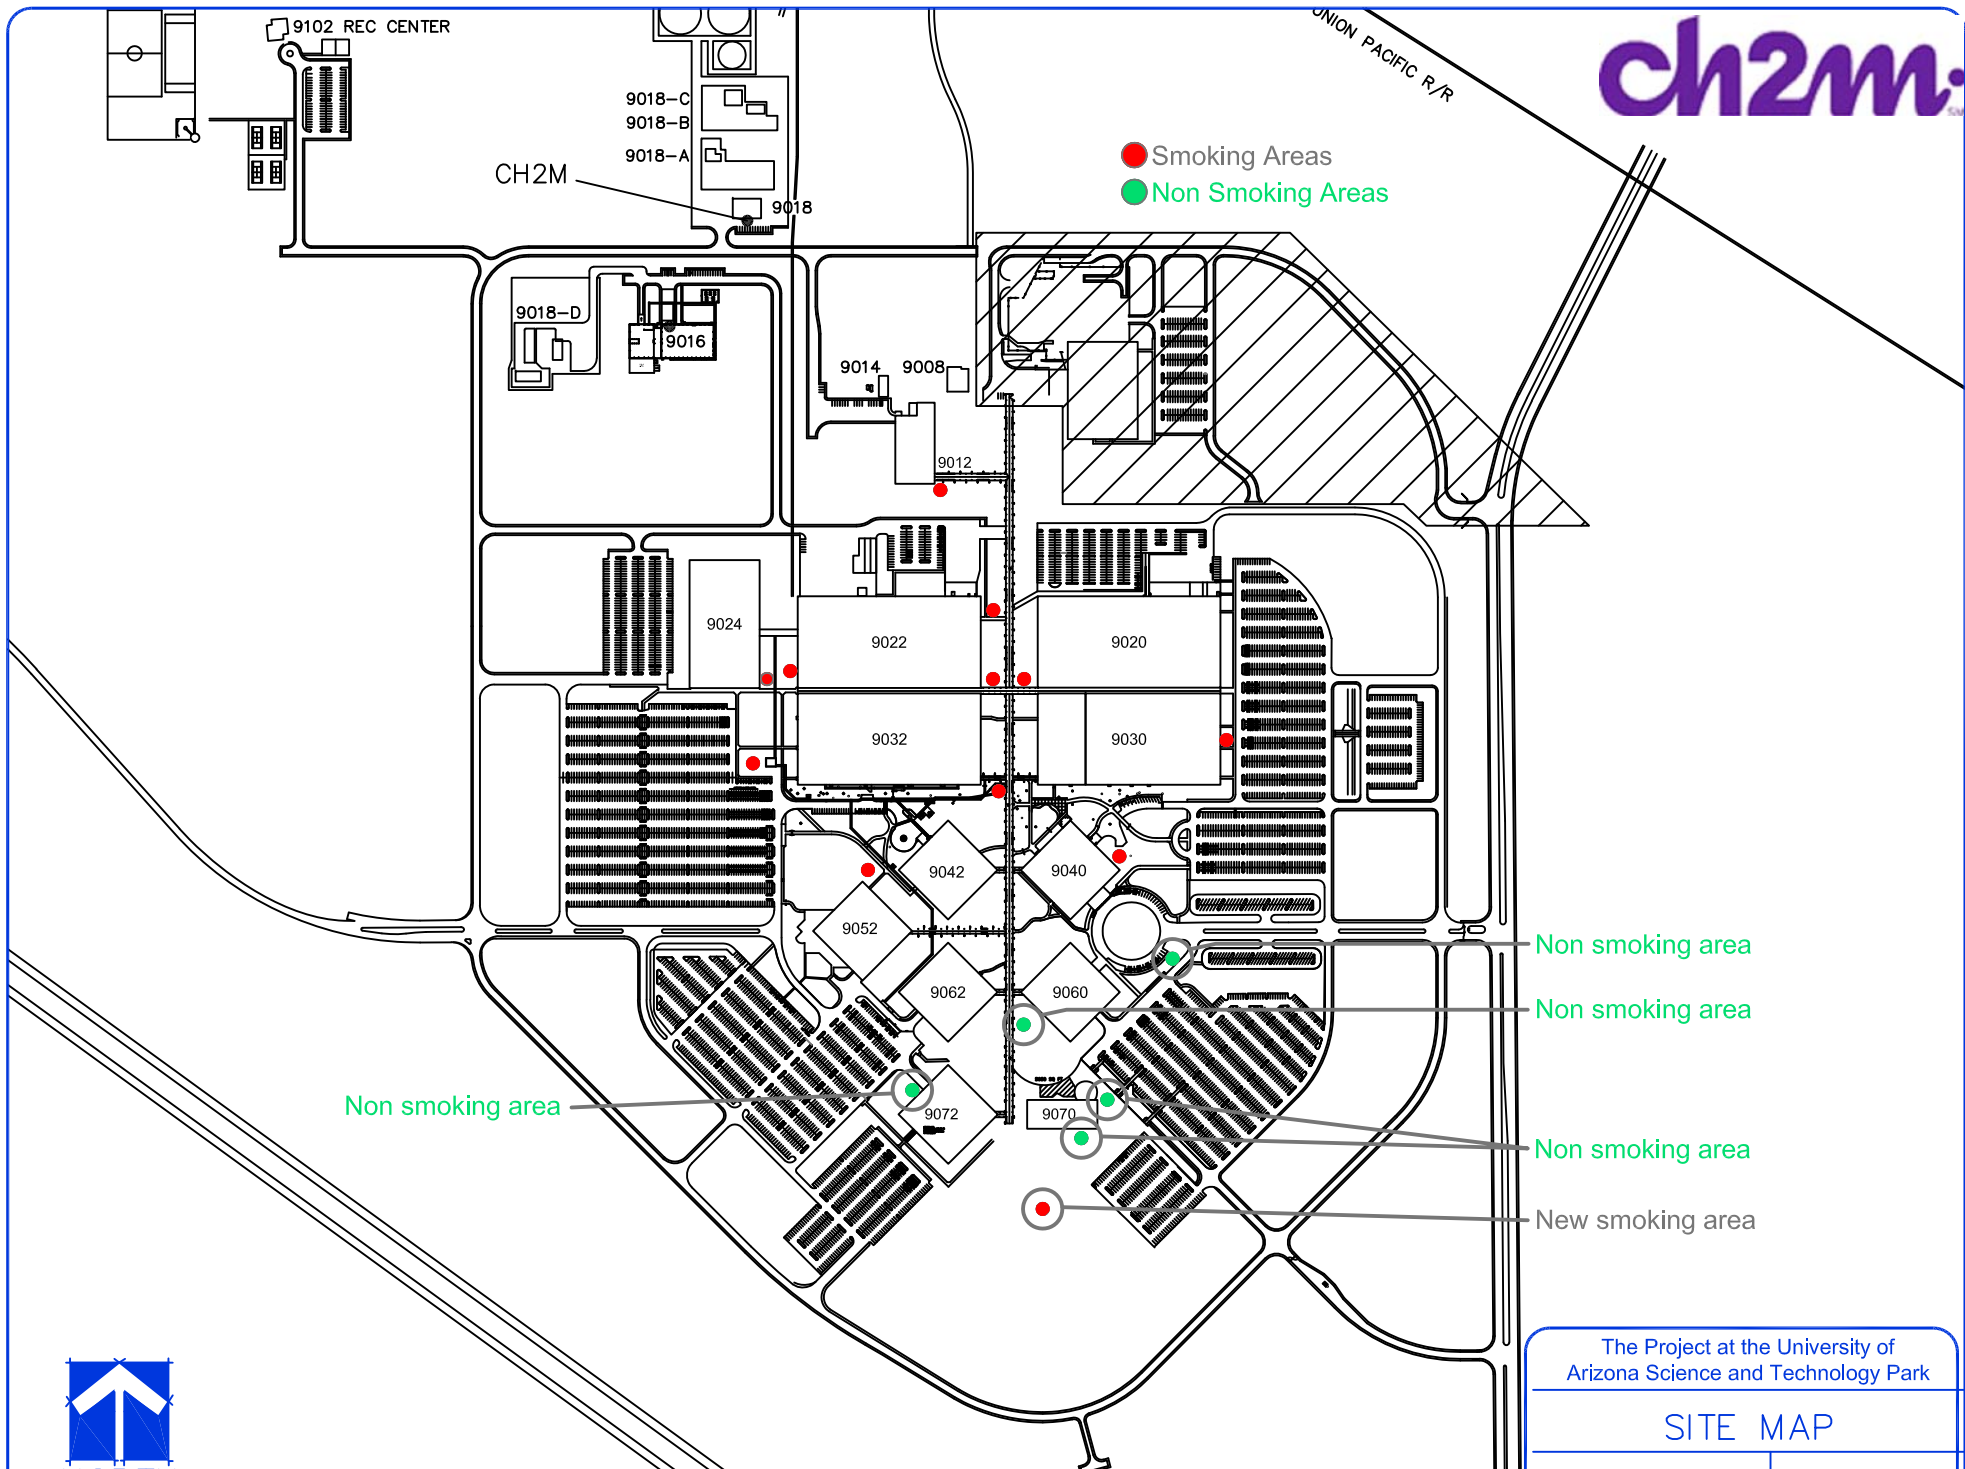 9102 REC CENTER
UNION PACIFIC R/R
ch2m
SM
9018-C
9018-B
9018-A
CH2M
9018
Smoking Areas
Non Smoking Areas
9018-D
9016
9014
9008
9012
9024
9022
9020
9032
9030
9042
9040
9052
9062
9060
9072
9070
Non smoking area
Non smoking area
Non smoking area
Non smoking area
New smoking area
The Project at the University of
Arizona Science and Technology Park
SITE MAP